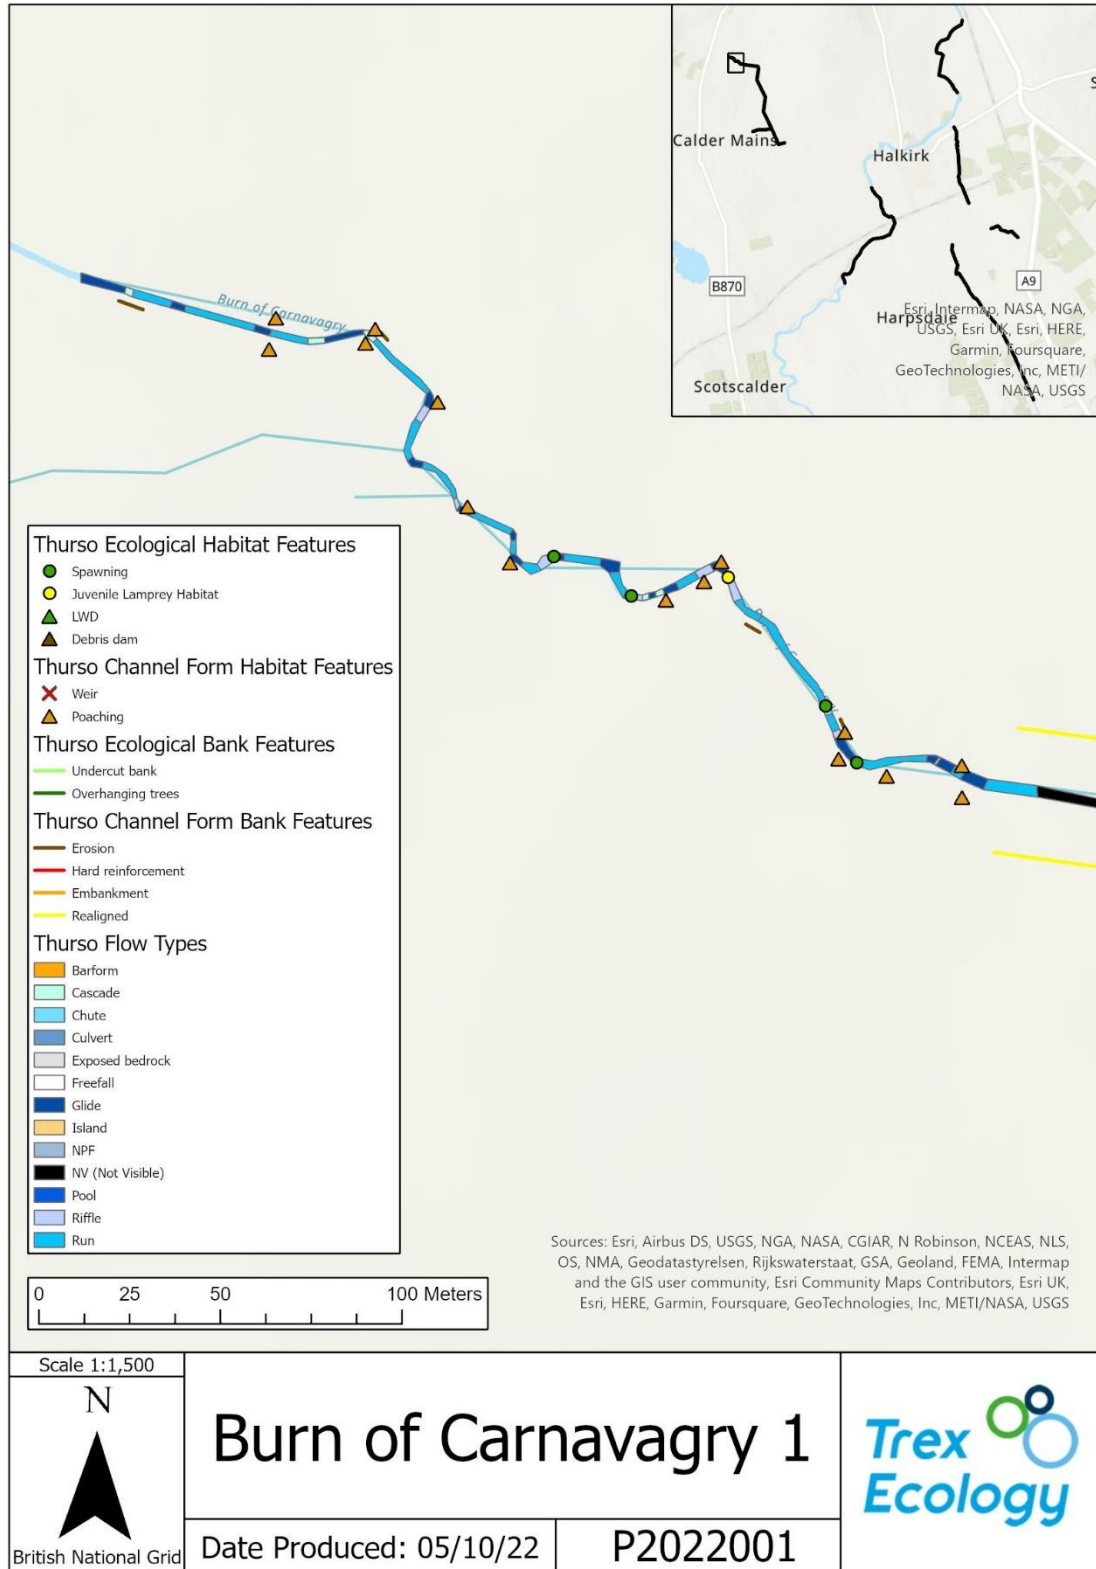 Calder Mains
Halkirk
B870
A9
Harpsdale
Scotscalder
Esri, Intermap, NASA, NGA,
USGS, Esri UK, Esri, HERE,
Garmin, Foursquare,
GeoTechnologies, Inc, METI/
NASA, USGS
Burn of Carnavagry
Thurso Ecological Habitat Features
Spawning
Juvenile Lamprey Habitat
LWD
Debris dam
Thurso Channel Form Habitat Features
Weir
Poaching
Thurso Ecological Bank Features
Undercut bank
Overhanging trees
Thurso Channel Form Bank Features
Erosion
Hard reinforcement
Embankment
Realigned
Thurso Flow Types
Barform
Cascade
Chute
Culvert
Exposed bedrock
Freefall
Glide
Island
NPF
NV (Not Visible)
Pool
Riffle
Run
Sources: Esri, Airbus DS, USGS, NGA, NASA, CGIAR, N Robinson, NCEAS, NLS,
OS, NMA, Geodatastyrelsen, Rijkswaterstaat, GSA, Geoland, FEMA, Intermap
and the GIS user community, Esri Community Maps Contributors, Esri UK,
Esri, HERE, Garmin, Foursquare, GeoTechnologies, Inc, METI/NASA, USGS
0 25 50 100 Meters
Scale 1:1,500
N
British National Grid
Burn of Carnavagry 1
Date Produced: 05/10/22
P2022001
Trex
Ecology